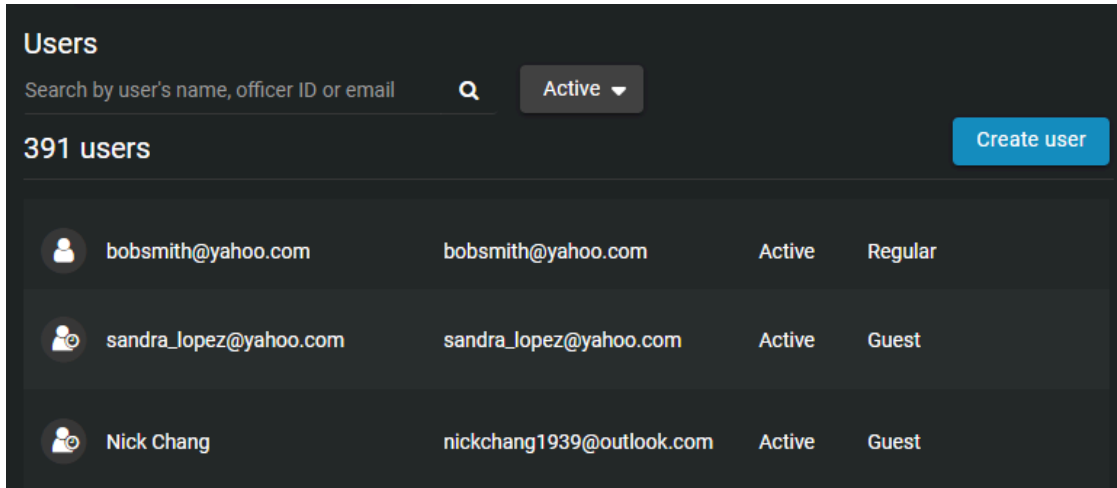 Users
Search by user's name, officer ID or email
Active
391 users
Create user
bobsmith@yahoo.com bobsmith@yahoo.com Active Regular
sandra_lopez@yahoo.com sandra_lopez@yahoo.com Active Guest
Nick Chang nickchang1939@outlook.com Active Guest